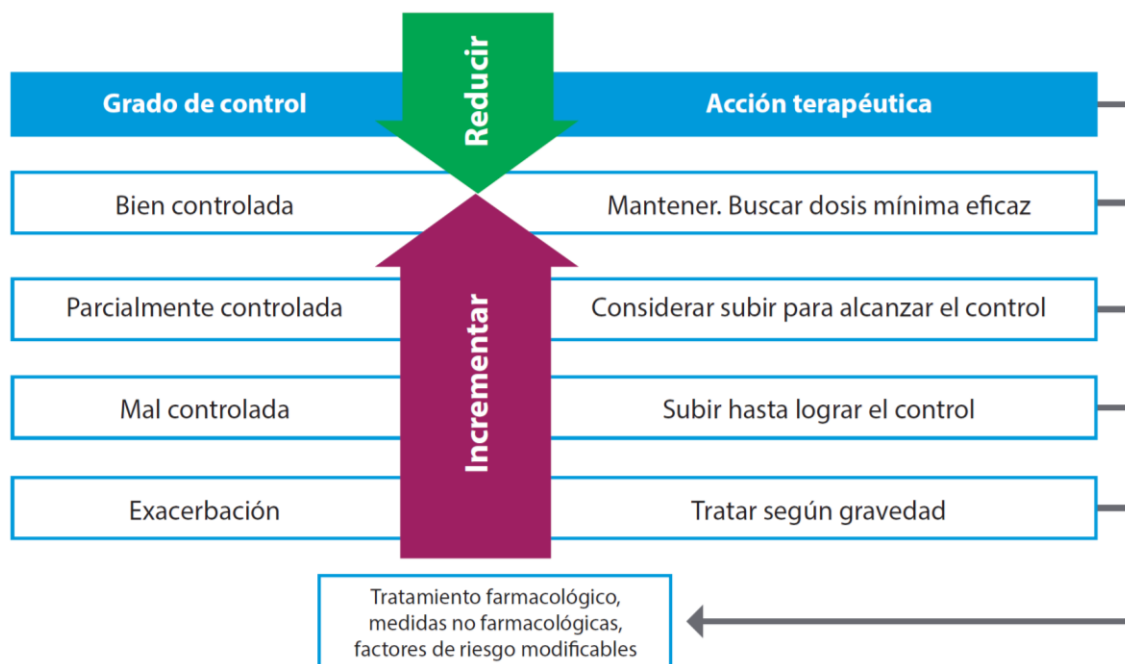 Grado de control
Reducir
Acción terapéutica
Bien controlada
Mantener. Buscar dosis mínima eficaz
Parcialmente controlada
Considerar subir para alcanzar el control
Incrementar
Mal controlada
Subir hasta lograr el control
Exacerbación
Tratar según gravedad
Tratamiento farmacológico,
medidas no farmacológicas,
factores de riesgo modificables